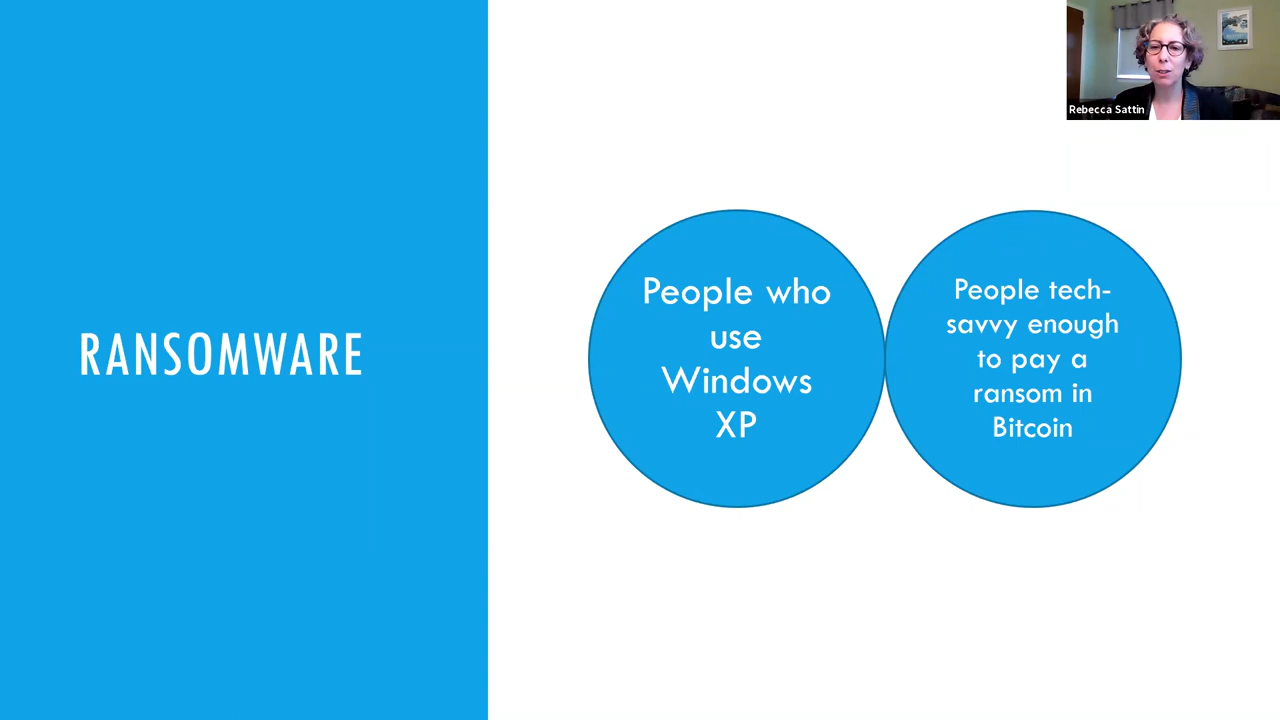 RANSOMWARE
People who
use
Windows
XP
People tech-
savvy enough
to pay a
ransom in
Bitcoin
Rebecca Sattin